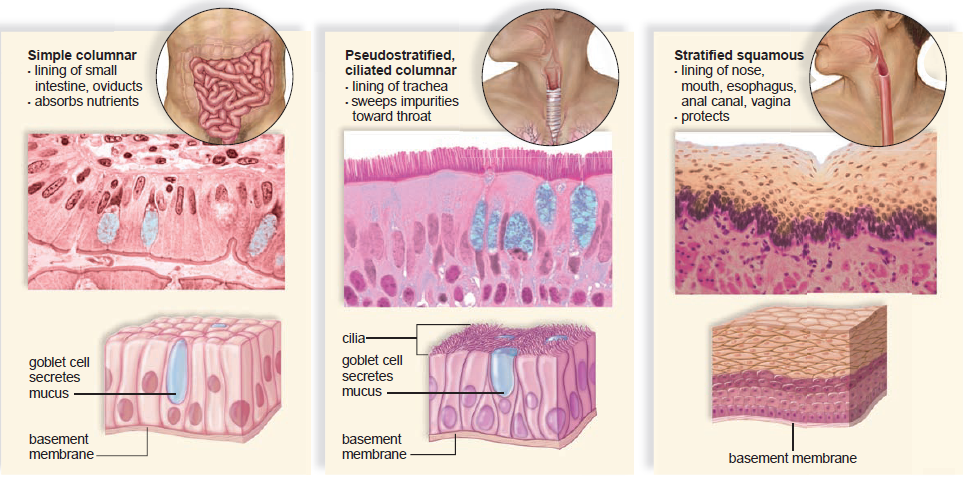 Simple columnar
· lining of small
intestine, oviducts
· absorbs nutrients
goblet cell
secretes
mucus
basement
membrane
Pseudostratified,
ciliated columnar
· lining of trachea
· sweeps impurities
toward throat
cilia
goblet cell
secretes
mucus
basement
membrane
Stratified squamous
· lining of nose,
mouth, esophagus,
anal canal, vagina
· protects
basement membrane